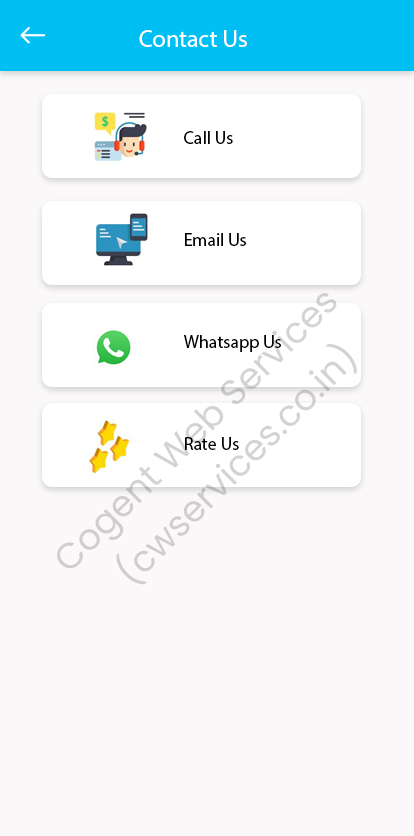 Contact Us
$
Call Us
Email Us
Whatsapp Us
Rate Us
Cogent Web Services
(cwservices.co.in)